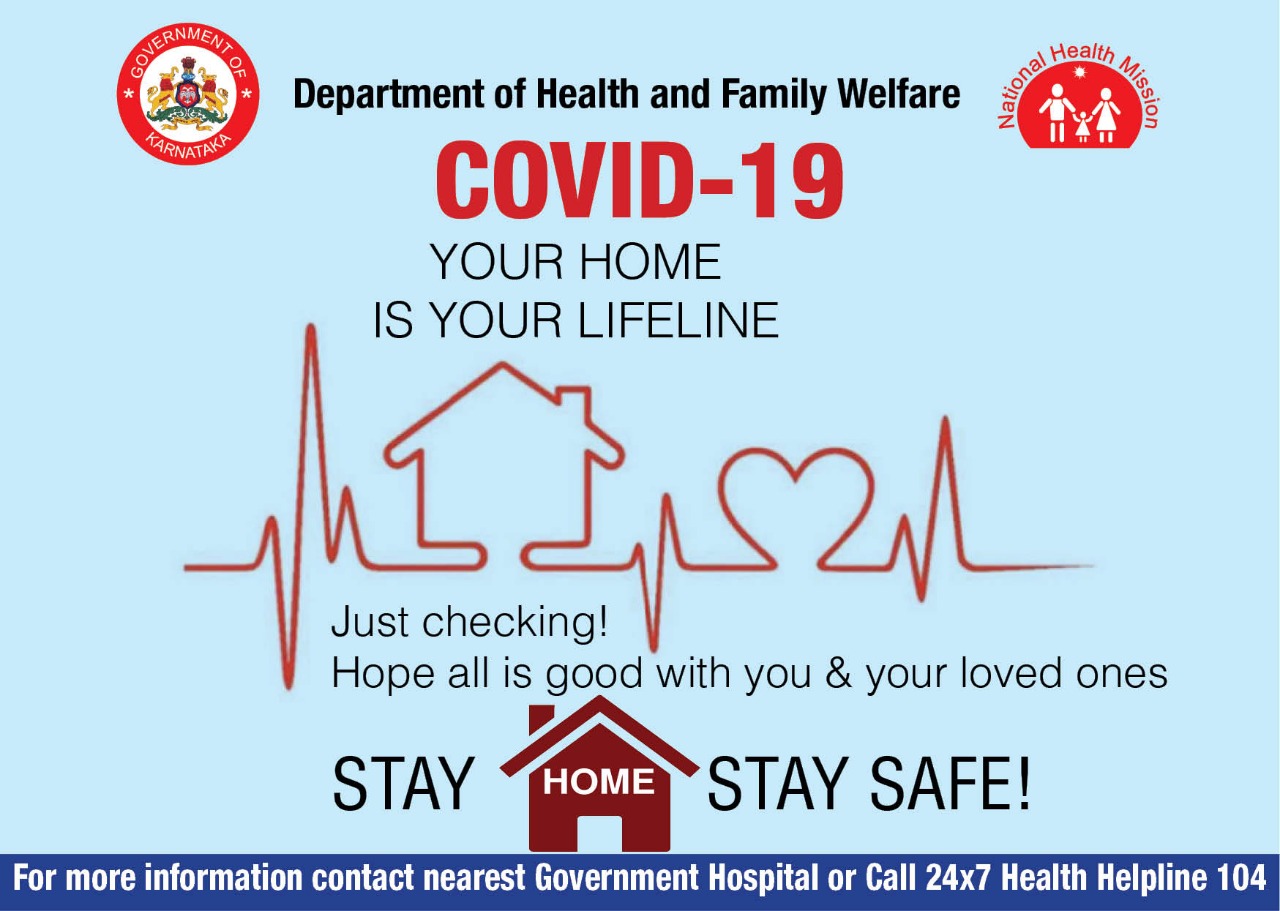 GOVERNMENT OF
KARNATAKA
National Health Mission
Department of Health and Family Welfare
COVID-19
YOUR HOME
IS YOUR LIFELINE
Just checking!
Hope all is good with you & your loved ones
STAY HOME STAY SAFE!
For more information contact nearest Government Hospital or Call 24x7 Health Helpline 104